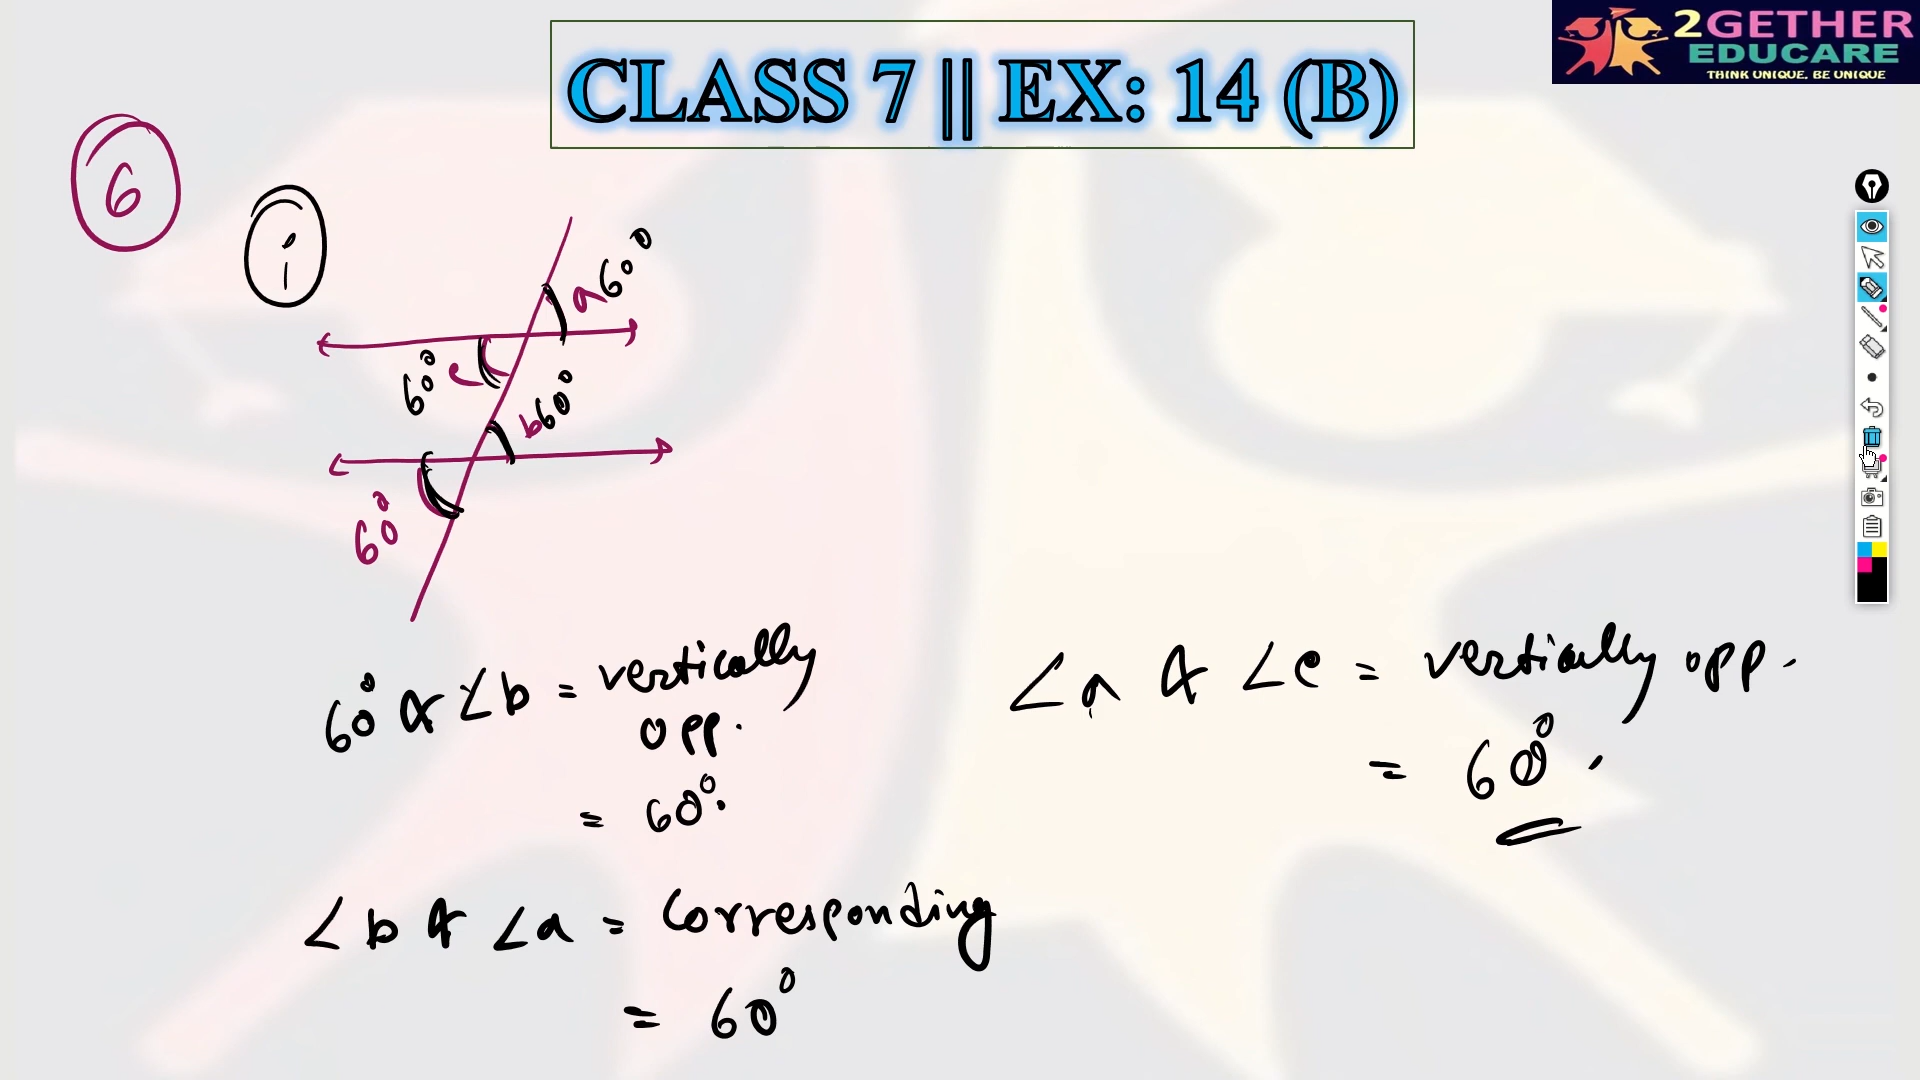 CLASS 7 || EX: 14 (B)
2GETHER
EDUCARE
THINK UNIQUE, BE UNIQUE
6
i
a 60°
60° c
b 60°
60°
60° & ∠b = vertically
opp.
= 60°.
∠b & ∠a = Corresponding
= 60°
∠a & ∠c = vertically opp.
= 60°.